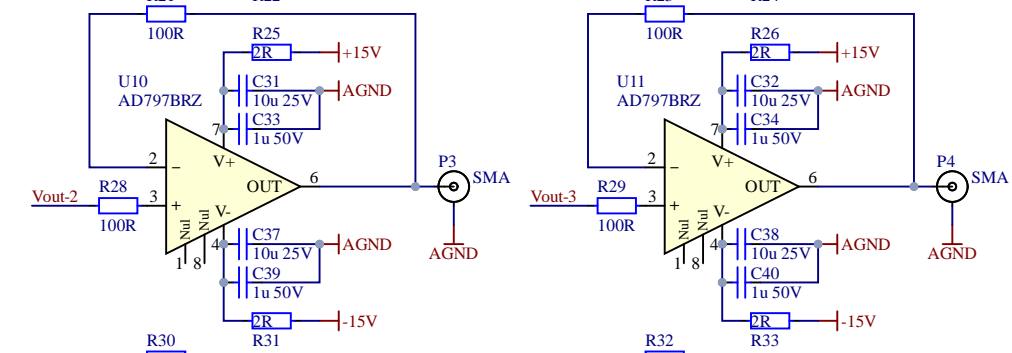 100R
R25
2R
+15V
U10
AD797BRZ
C31
10u 25V
AGND
C33
1u 50V
7
V+
2
−
OUT
6
P3
SMA
Vout-2
R28
100R
3
+
V-
Nul
Nul
1
8
4
C37
10u 25V
AGND
C39
1u 50V
AGND
2R
-15V
R31
R30
100R
R26
2R
+15V
U11
AD797BRZ
C32
10u 25V
AGND
C34
1u 50V
7
V+
2
−
OUT
6
P4
SMA
Vout-3
R29
100R
3
+
V-
Nul
Nul
1
8
4
C38
10u 25V
AGND
C40
1u 50V
AGND
2R
-15V
R33
R32